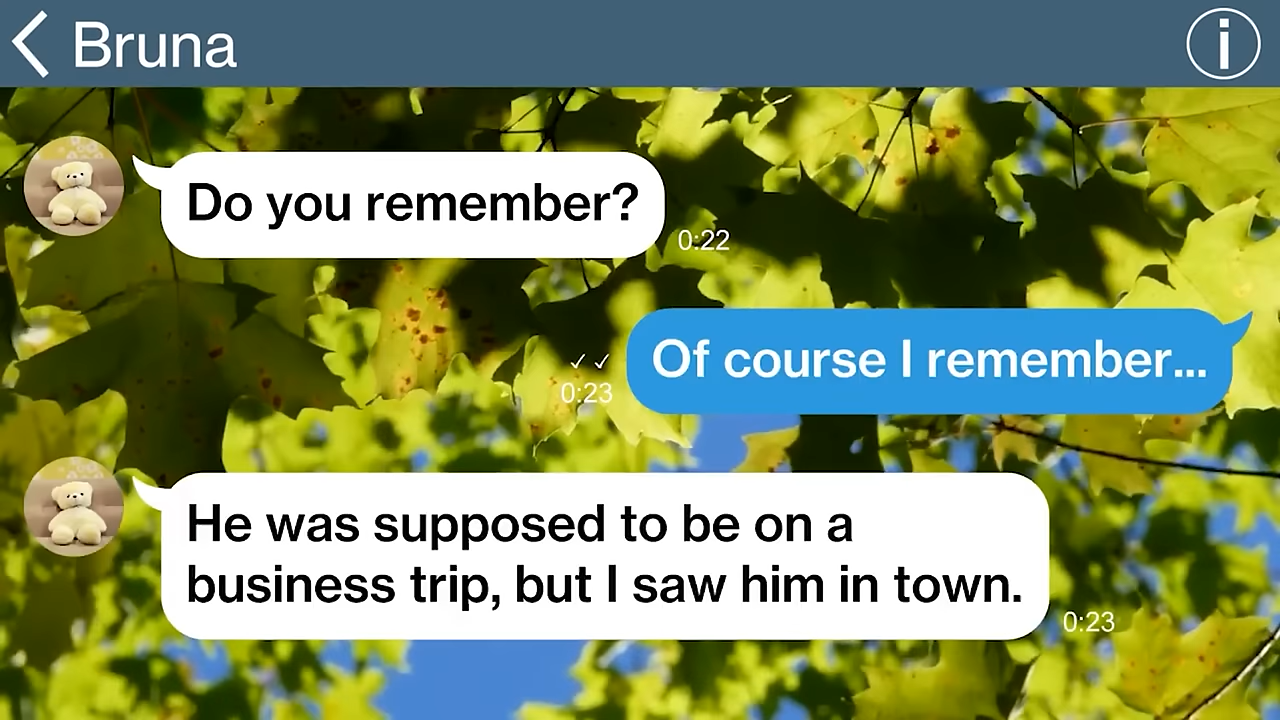 Bruna
Do you remember?
0:22
Of course I remember...
0:23
He was supposed to be on a
business trip, but I saw him in town.
0:23